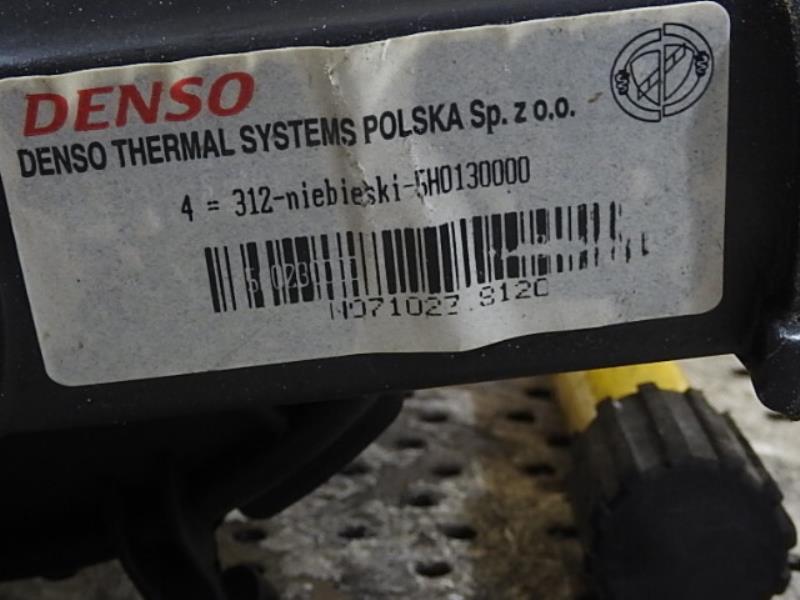 DENSO
DENSO THERMAL SYSTEMS POLSKA Sp. z o.o.
4 = 312-niebieski-5H0130000